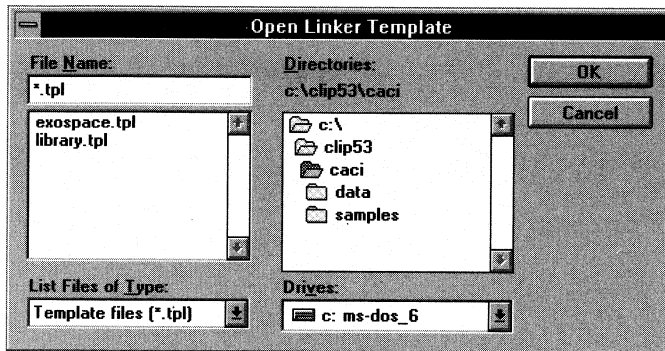 Open Linker Template
File Name:
*.tpl
exospace.tpl
library.tpl
List Files of Type:
Template files (*.tpl)
Directories:
c:\clip53\caci
c:\
clip53
caci
data
samples
Drives:
c: ms-dos_6
OK
Cancel